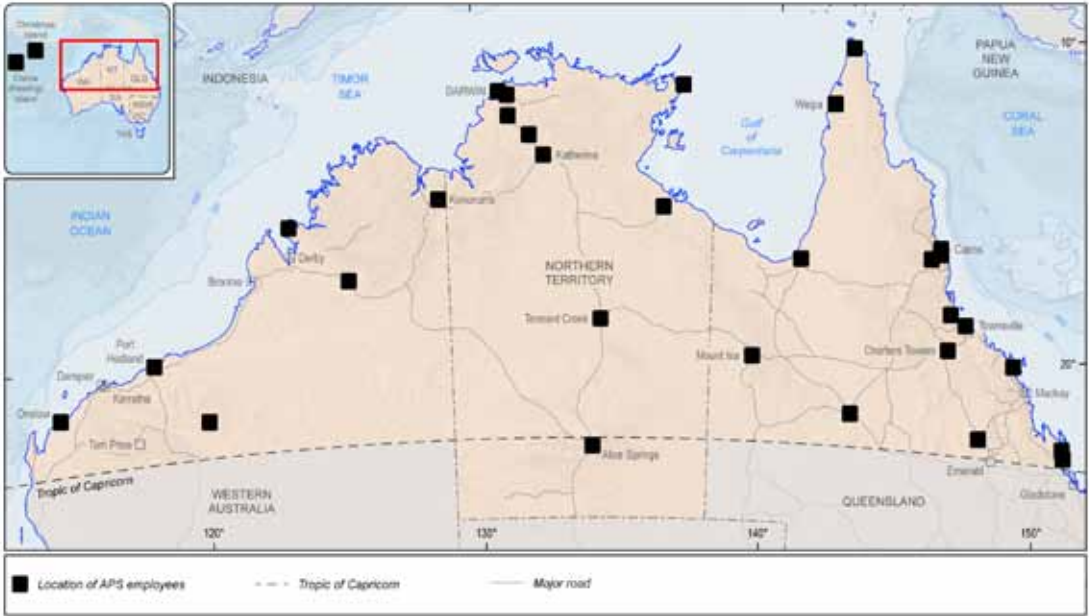 Christmas
Island
Cocos
(Keeling)
Island
WA
NT
QLD
SA
NSW
TAS
INDONESIA
TIMOR
SEA
DARWIN
Katherine
Kununurra
Gulf
of
Carpentaria
Weipa
10°
PAPUA
NEW
GUINEA
CORAL
SEA
INDIAN
OCEAN
Derby
Broome
NORTHERN
TERRITORY
Cairns
Port
Hedland
Dampier
Karratha
Onslow
Tom Price
Tennant Creek
Mount Isa
Charters Towers
Townsville
20°
Mackay
Alice Springs
Emerald
Gladstone
Tropic of Capricorn
WESTERN
AUSTRALIA
QUEENSLAND
120°
130°
140°
150°
Location of APS employees
Tropic of Capricorn
Major road